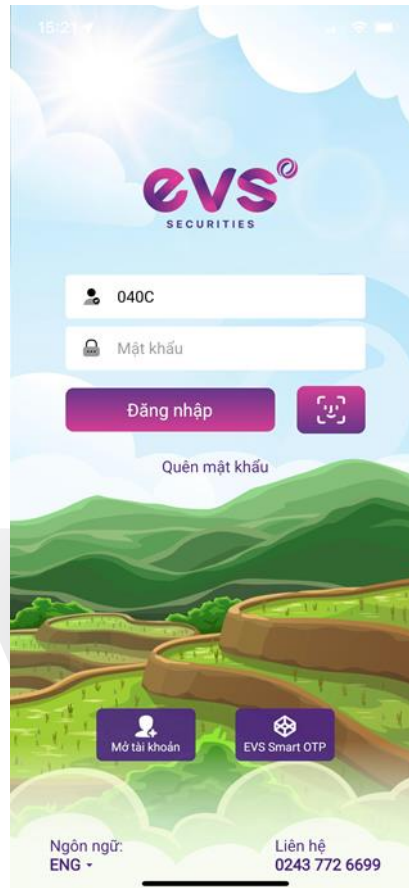 15:21
evs
SECURITIES
040C
Mật khẩu
Đăng nhập
Quên mật khẩu
Mở tài khoản
EVS Smart OTP
Ngôn ngữ:
ENG
Liên hệ
0243 772 6699